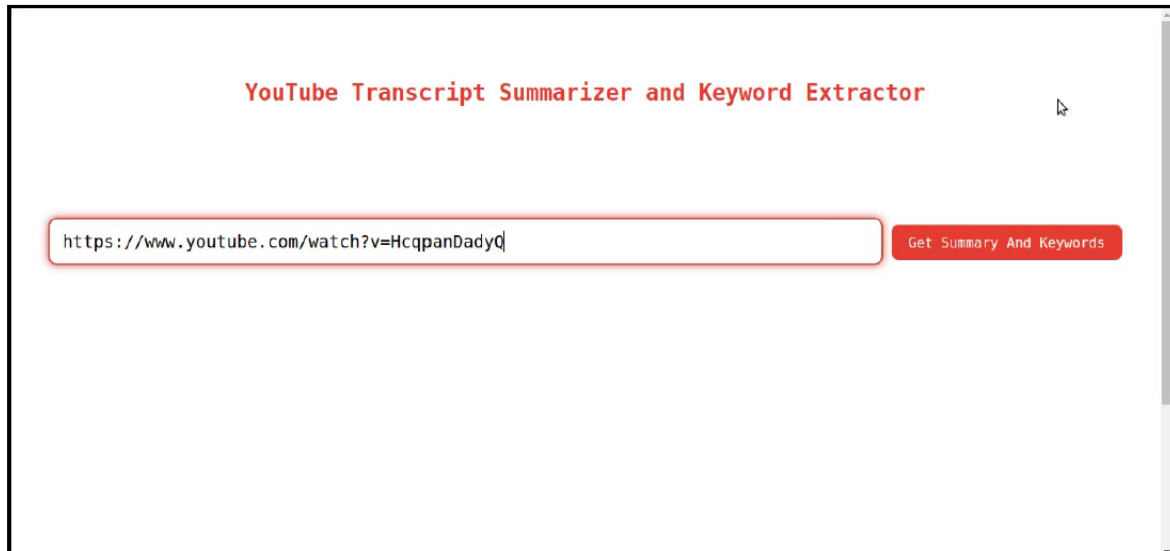 YouTube Transcript Summarizer and Keyword Extractor
https://www.youtube.com/watch?v=HcqpanDadyQ
Get Summary And Keywords